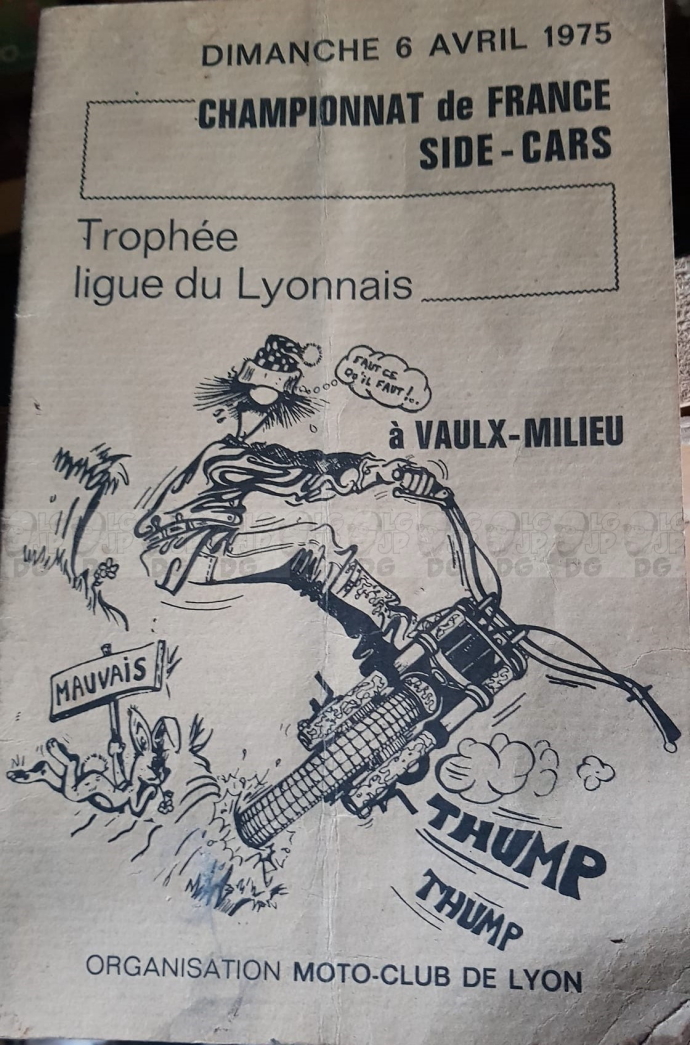 DIMANCHE 6 AVRIL 1975
CHAMPIONNAT de FRANCE
SIDE-CARS
Trophée
ligue du Lyonnais
FAUT CE
QU'IL FAUT!..
à VAULX-MILIEU
MAUVAIS
THUMP
THUMP
ORGANISATION MOTO-CLUB DE LYON